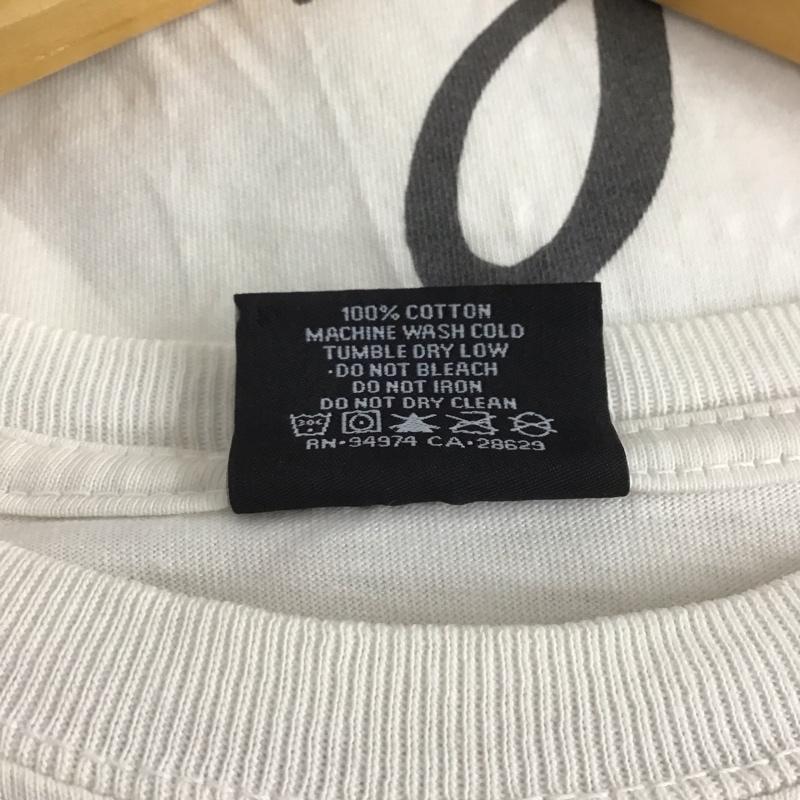 100% COTTON
MACHINE WASH COLD
TUMBLE DRY LOW
·DO NOT BLEACH
DO NOT IRON
DO NOT DRY CLEAN
30C
RN·94974 CA·28629